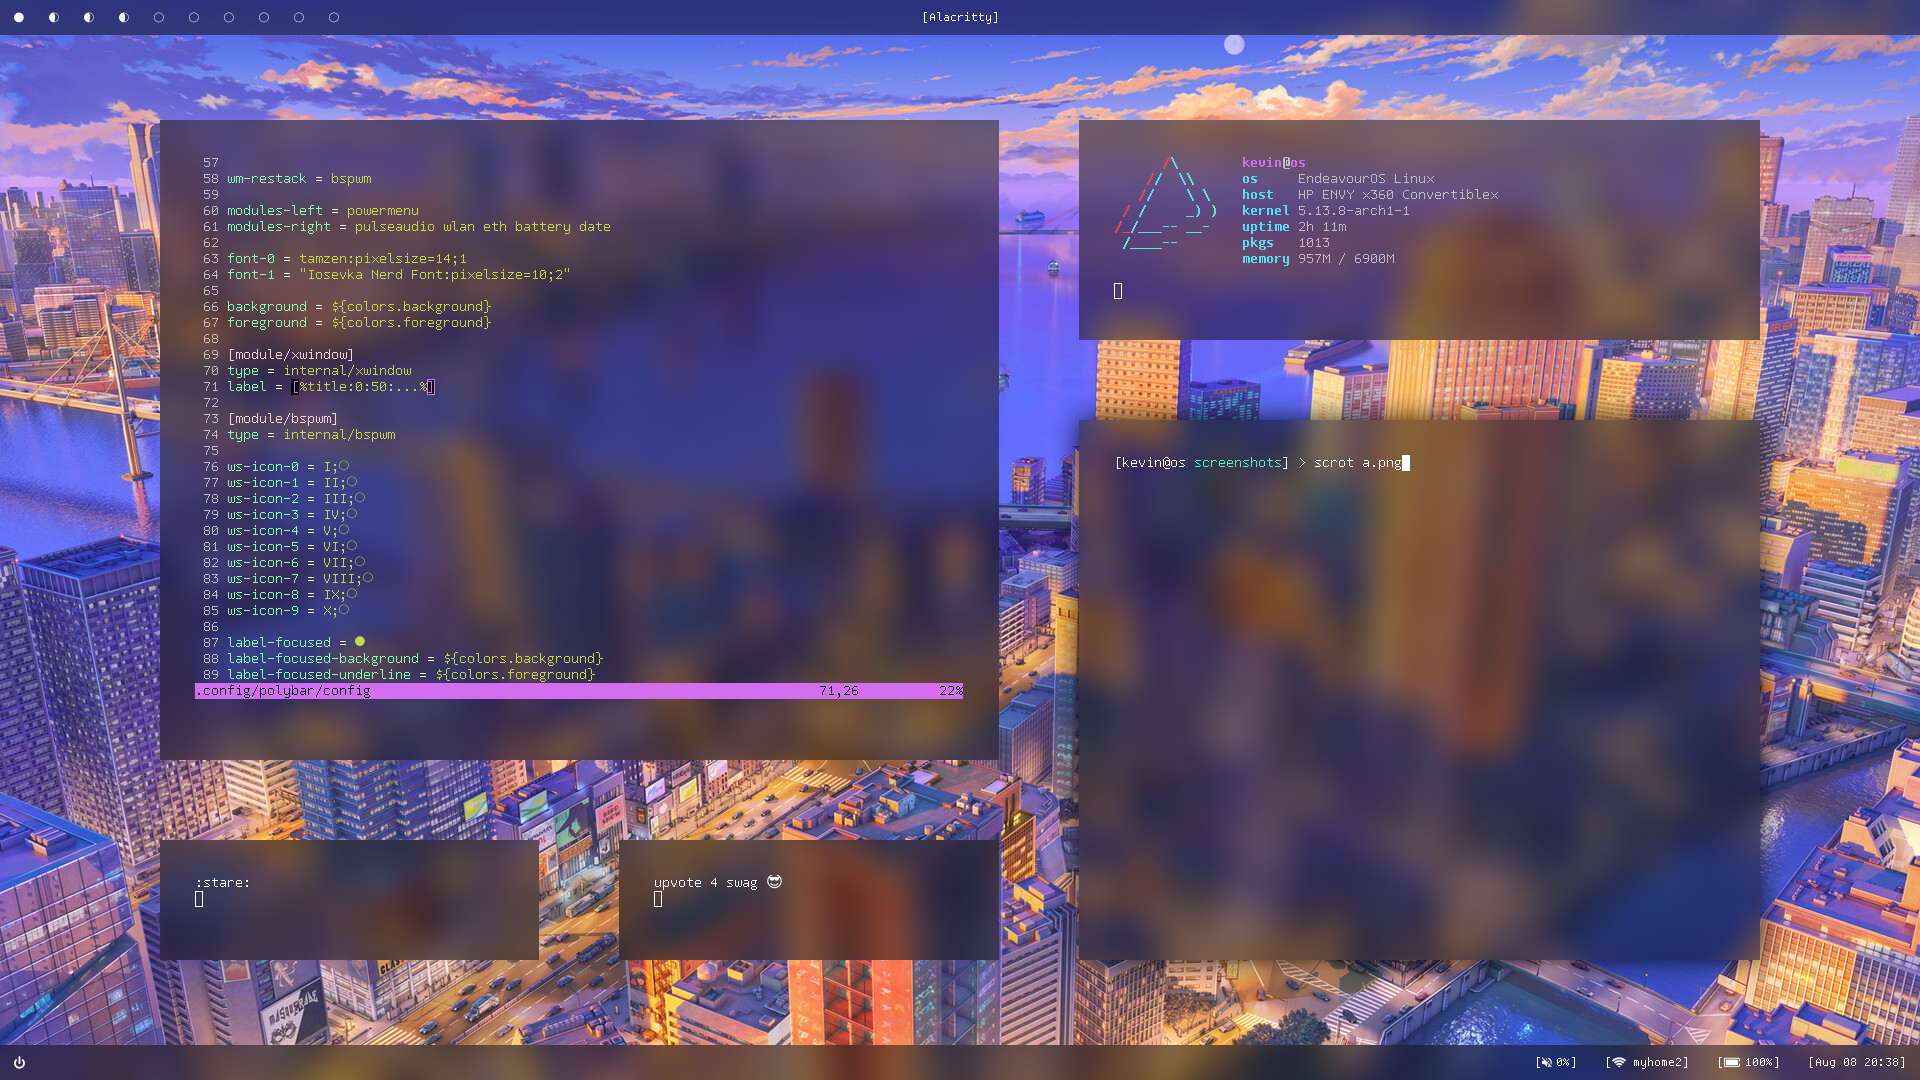 [Alacritty]
57
58 wm-restack = bspwm
59
60 modules-left = powermenu
61 modules-right = pulseaudio wlan eth battery date
62
63 font-0 = tamzen:pixelsize=14;1
64 font-1 = "Iosevka Nerd Font:pixelsize=10;2"
65
66 background = ${colors.background}
67 foreground = ${colors.foreground}
68
69 [module/xwindow]
70 type = internal/xwindow
71 label = [%title:0:50:...%]
72
73 [module/bspwm]
74 type = internal/bspwm
75
76 ws-icon-0 = I;○
77 ws-icon-1 = II;○
78 ws-icon-2 = III;○
79 ws-icon-3 = IV;○
80 ws-icon-4 = V;○
81 ws-icon-5 = VI;○
82 ws-icon-6 = VII;○
83 ws-icon-7 = VIII;○
84 ws-icon-8 = IX;○
85 ws-icon-9 = X;○
86
87 label-focused = ●
88 label-focused-background = ${colors.background}
89 label-focused-underline = ${colors.foreground}
.config/polybar/config 71,26 22%
kevin@os
os EndeavourOS Linux
host HP ENVY x360 Convertiblex
kernel 5.13.8-arch1-1
uptime 2h 11m
pkgs 1013
memory 957M / 6900M
[kevin@os screenshots] > scrot a.png
:stare:
upvote 4 swag 😎
MASQUERADE
[0%] [myhome2] [100%] [Aug 08 20:38]